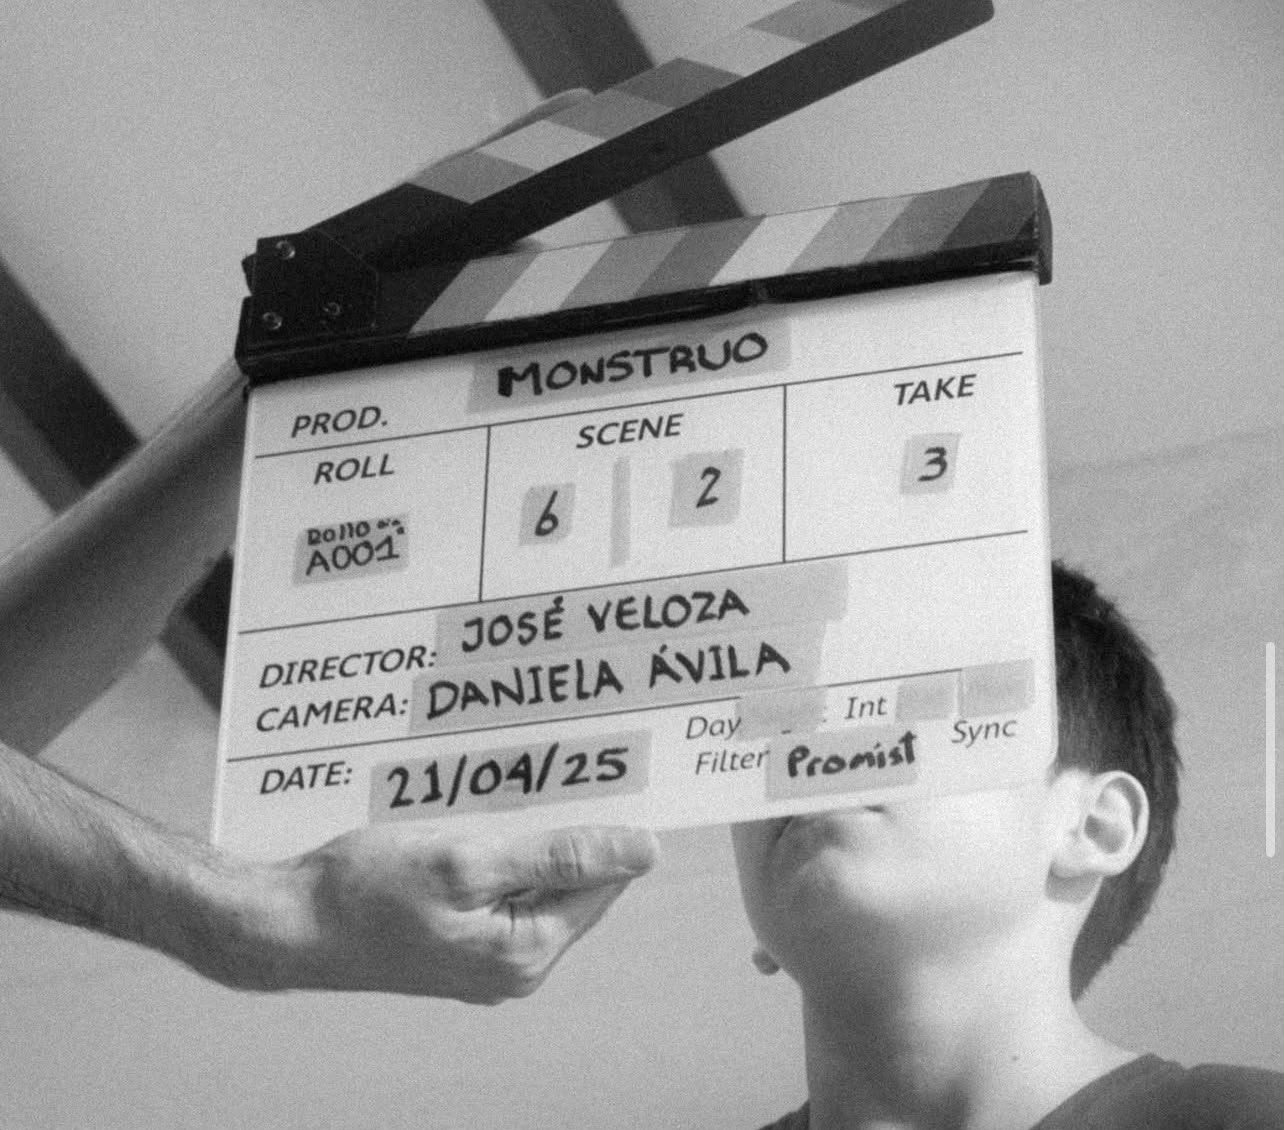 MONSTRUO
PROD.
ROLL
SCENE
TAKE
Rollo
A001
6
2
3
DIRECTOR: JOSÉ VELOZA
CAMERA: DANIELA ÁVILA
DATE: 21/04/25
Day Int
Sync
Filter Promist